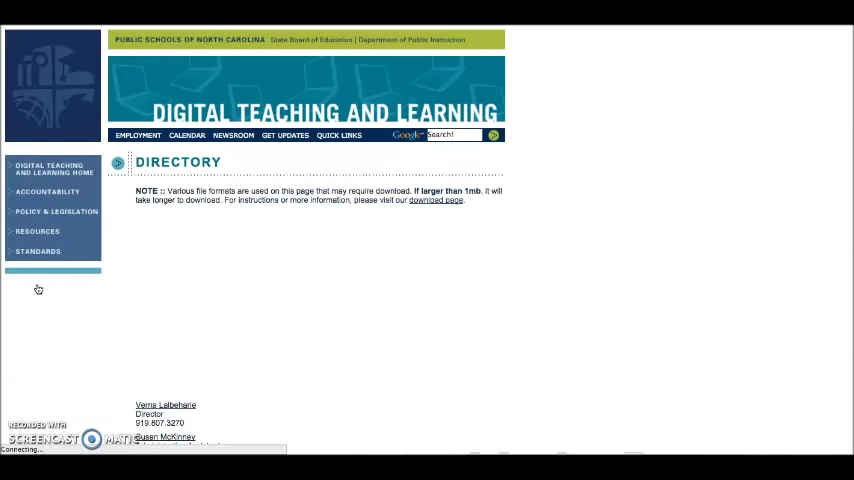 PUBLIC SCHOOLS OF NORTH CAROLINA State Board of Education | Department of Public Instruction
DIGITAL TEACHING AND LEARNING
EMPLOYMENT CALENDAR NEWSROOM GET UPDATES QUICK LINKS Google Search!
DIGITAL TEACHING
AND LEARNING HOME
ACCOUNTABILITY
POLICY & LEGISLATION
RESOURCES
STANDARDS
DIRECTORY
NOTE :: Various file formats are used on this page that may require download. If larger than 1mb, it will
take longer to download. For instructions or more information, please visit our download page.
Verna Lalbeharie
Director
919.807.3270
Susan McKinney
RECORDED WITH
SCREENCAST MATIC
Connecting...